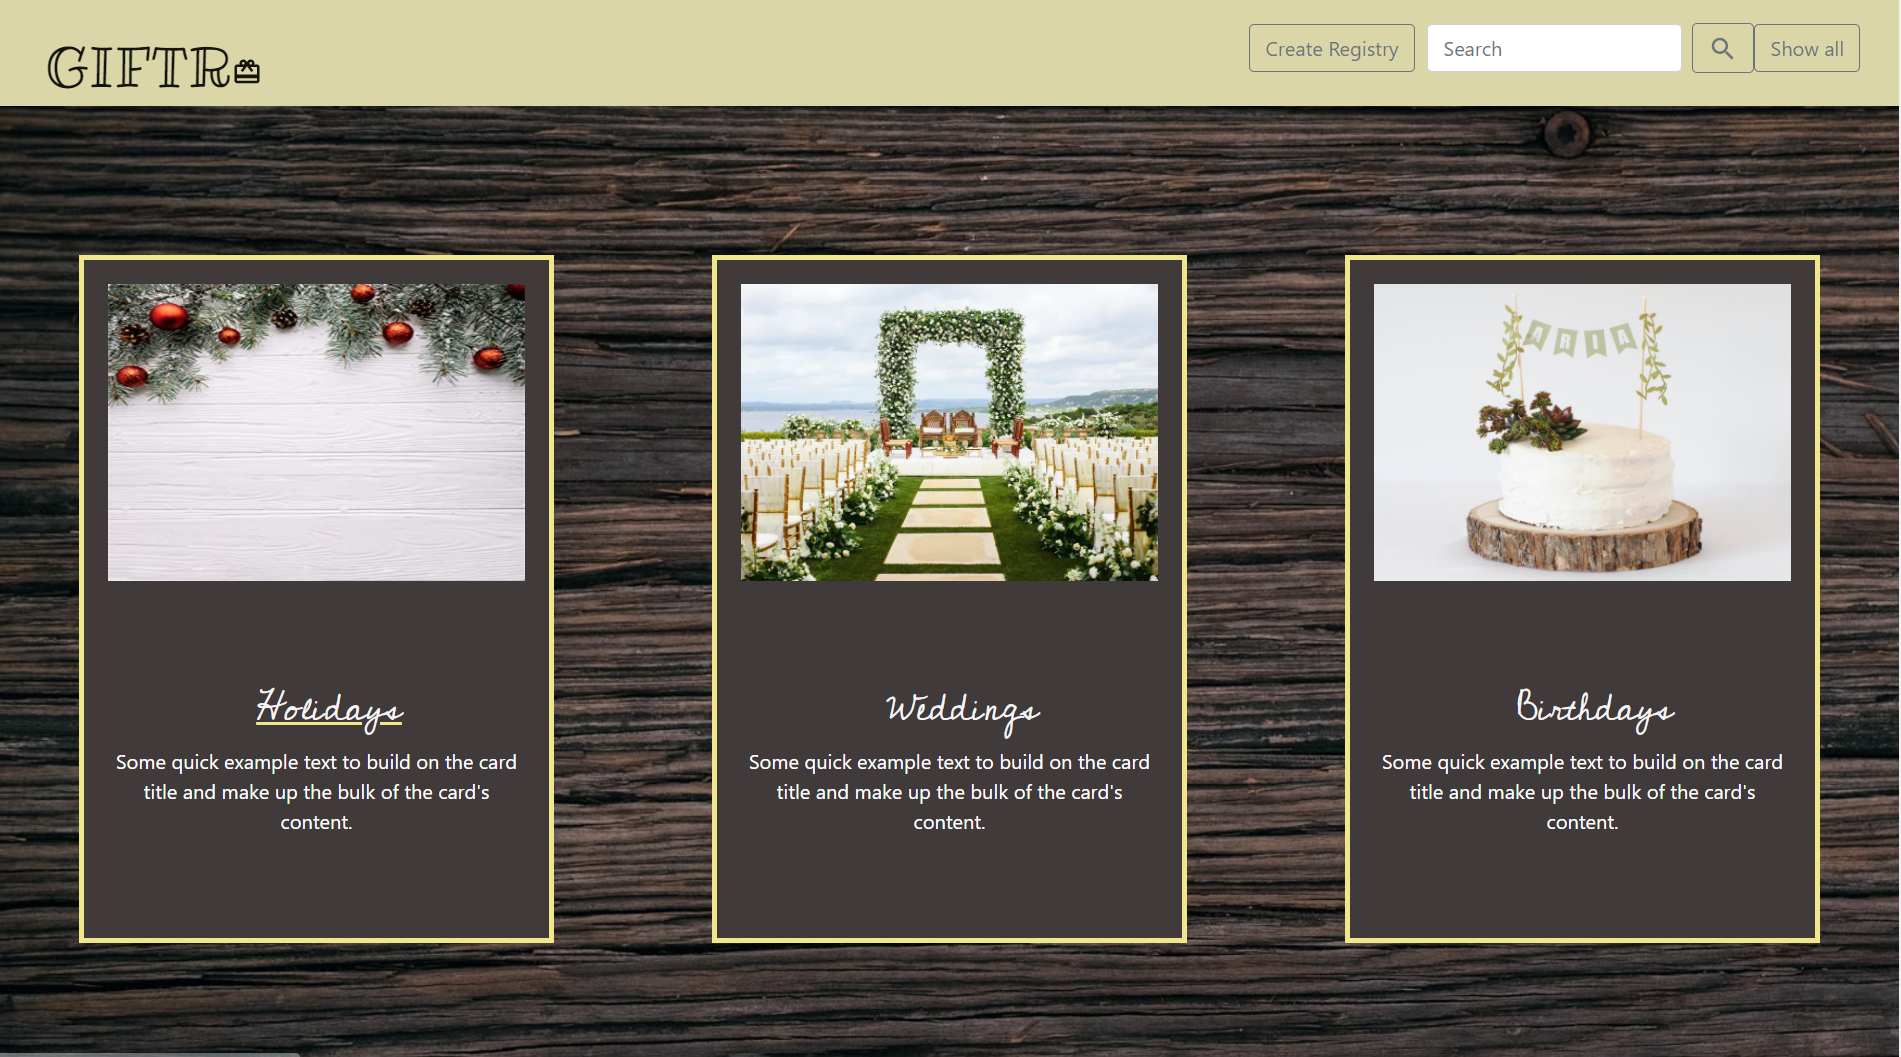 GIFTR
Create Registry
Search
Show all
ARIA
Holidays
Some quick example text to build on the card
title and make up the bulk of the card's
content.
Weddings
Some quick example text to build on the card
title and make up the bulk of the card's
content.
Birthdays
Some quick example text to build on the card
title and make up the bulk of the card's
content.